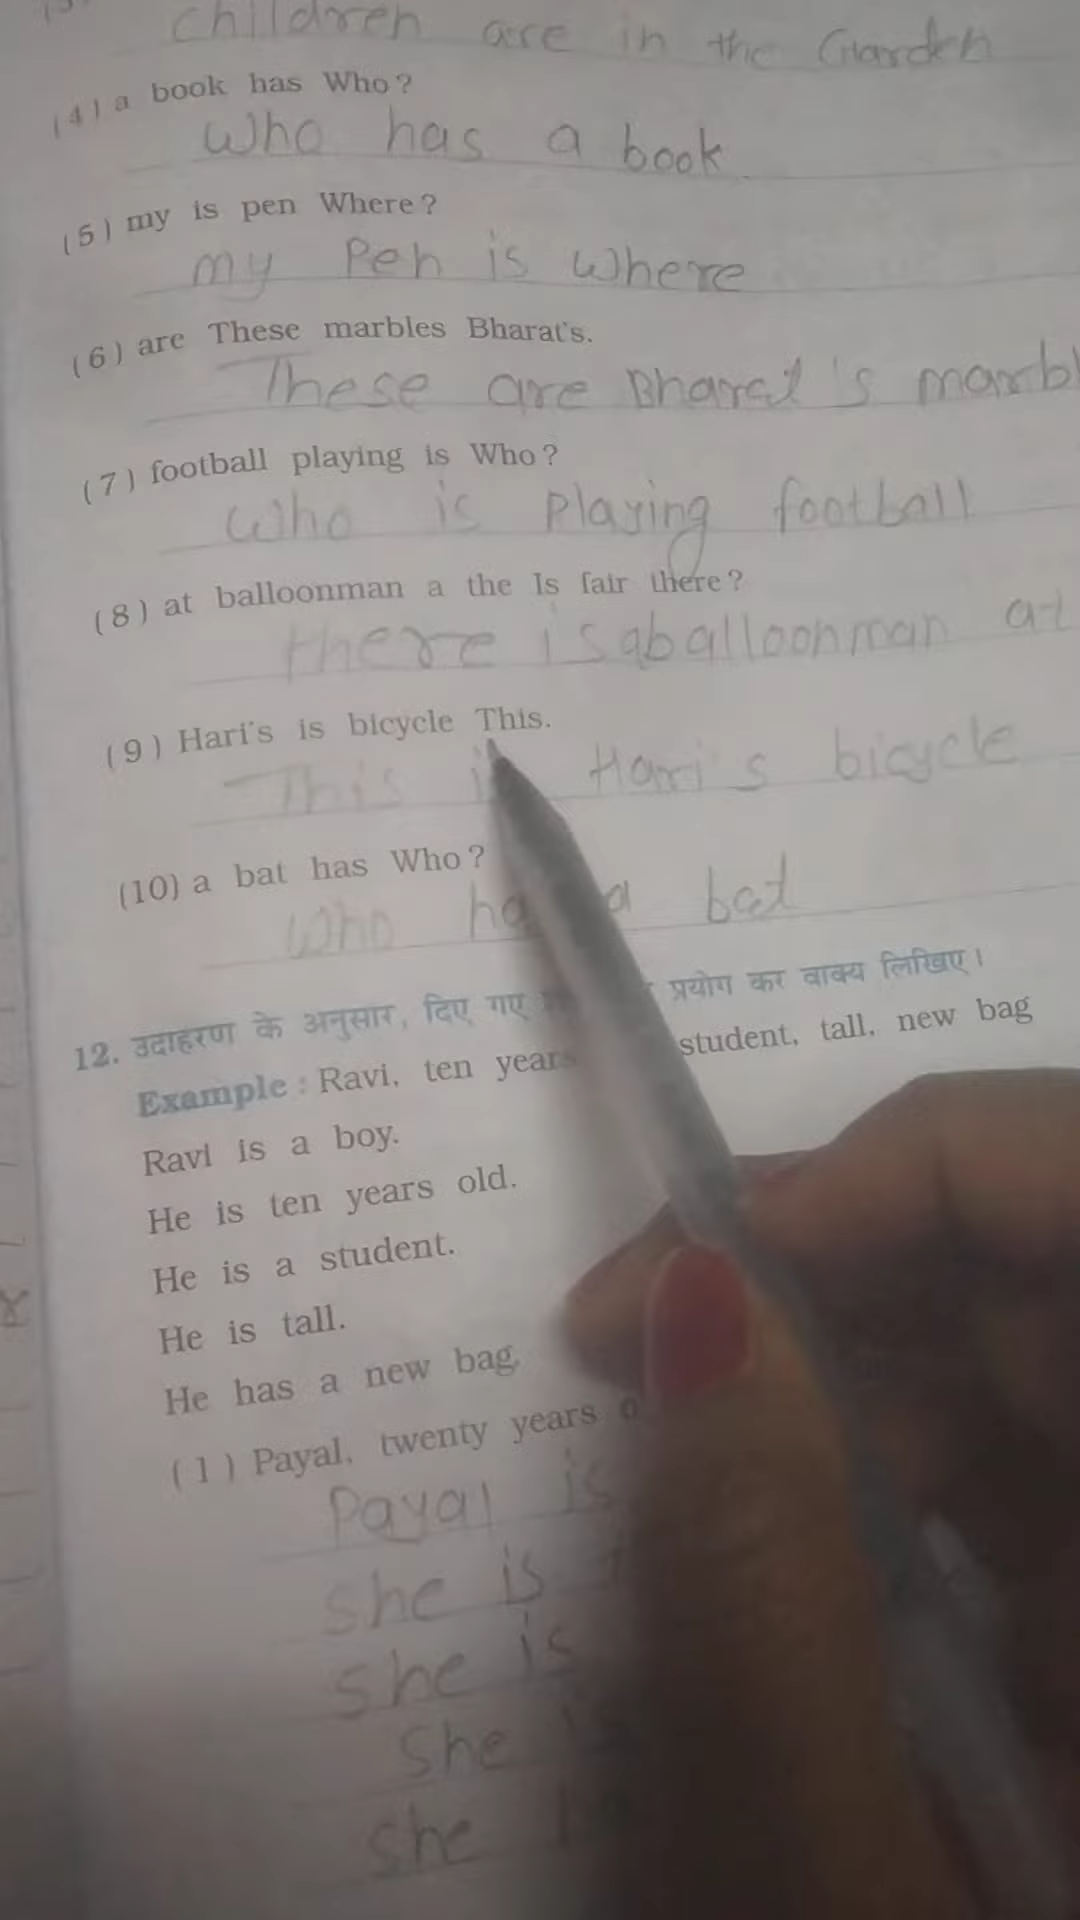 children are in the Garden
(4) a book has Who?
Who has a book
(5) my is pen Where?
my Pen is where
(6) are These marbles Bharat's.
These are Bharat's marbl
(7) football playing is Who?
Who is playing football
(8) at balloonman a the Is fair there?
there is a balloonman at
(9) Hari's is bicycle This.
This is Hari's bicycle
(10) a bat has Who?
Who ha a bat
12. उदाहरण के अनुसार, दिए गए प्रयोग कर वाक्य लिखिए।
Example : Ravi, ten years student, tall, new bag
Ravi is a boy.
He is ten years old.
He is a student.
He is tall.
He has a new bag.
(1) Payal, twenty years o
Payal is
she is
she is
she is
she